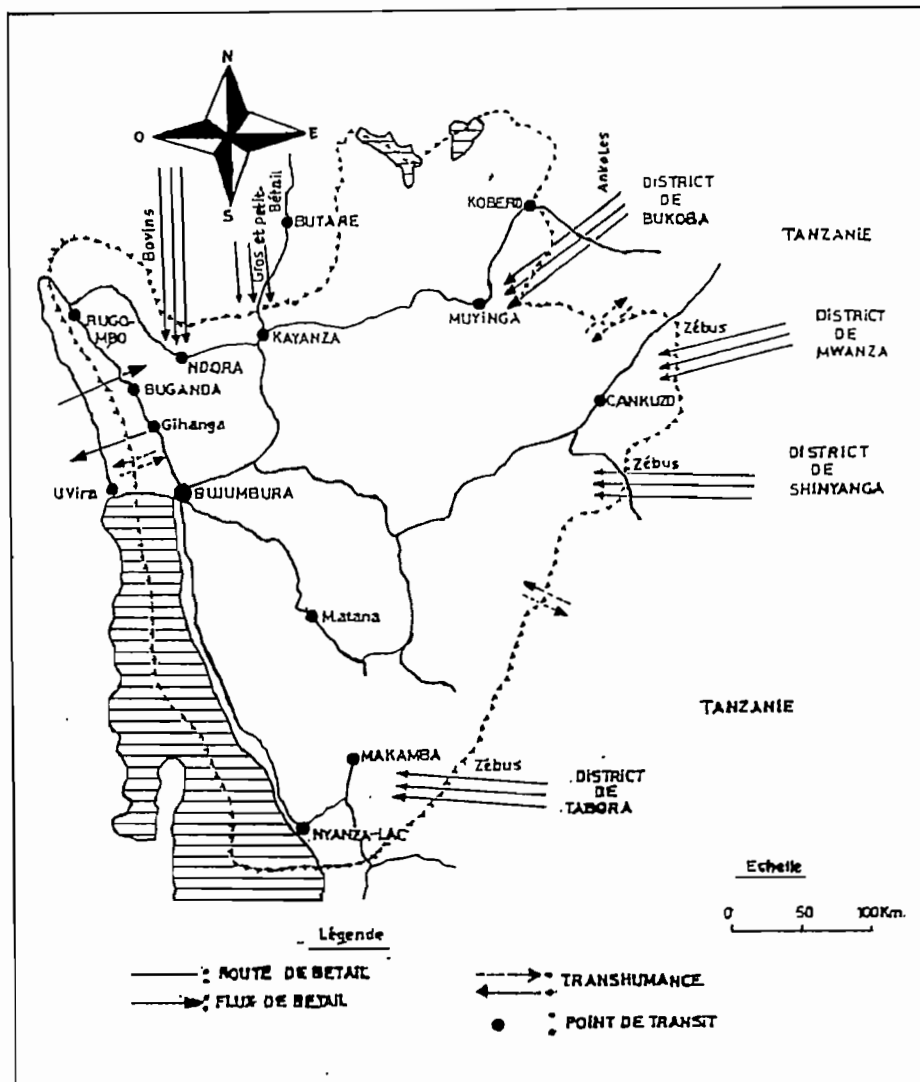 N
O
E
S
Bovins
Gros et petit-
Bétail
BUTARE
KOBERO
Ankoles
DISTRICT
DE
BUKOBA
TANZANIE
RUGO-
MBO
KAYANZA
MUYINGA
NDORA
Zébus
DISTRICT
DE
MWANZA
BUGANDA
Gihanga
CANKUZO
Zébus
DISTRICT
DE
SHINYANGA
UVira
BUJUMBURA
Matana
TANZANIE
MAKAMBA
Zébus
DISTRICT
DE
TABORA
NYANZA-LAC
Echelle
0 50 100Km.
Légende
ROUTE DE BETAIL
FLUX DE BETAIL
TRANSHUMANCE
POINT DE TRANSIT